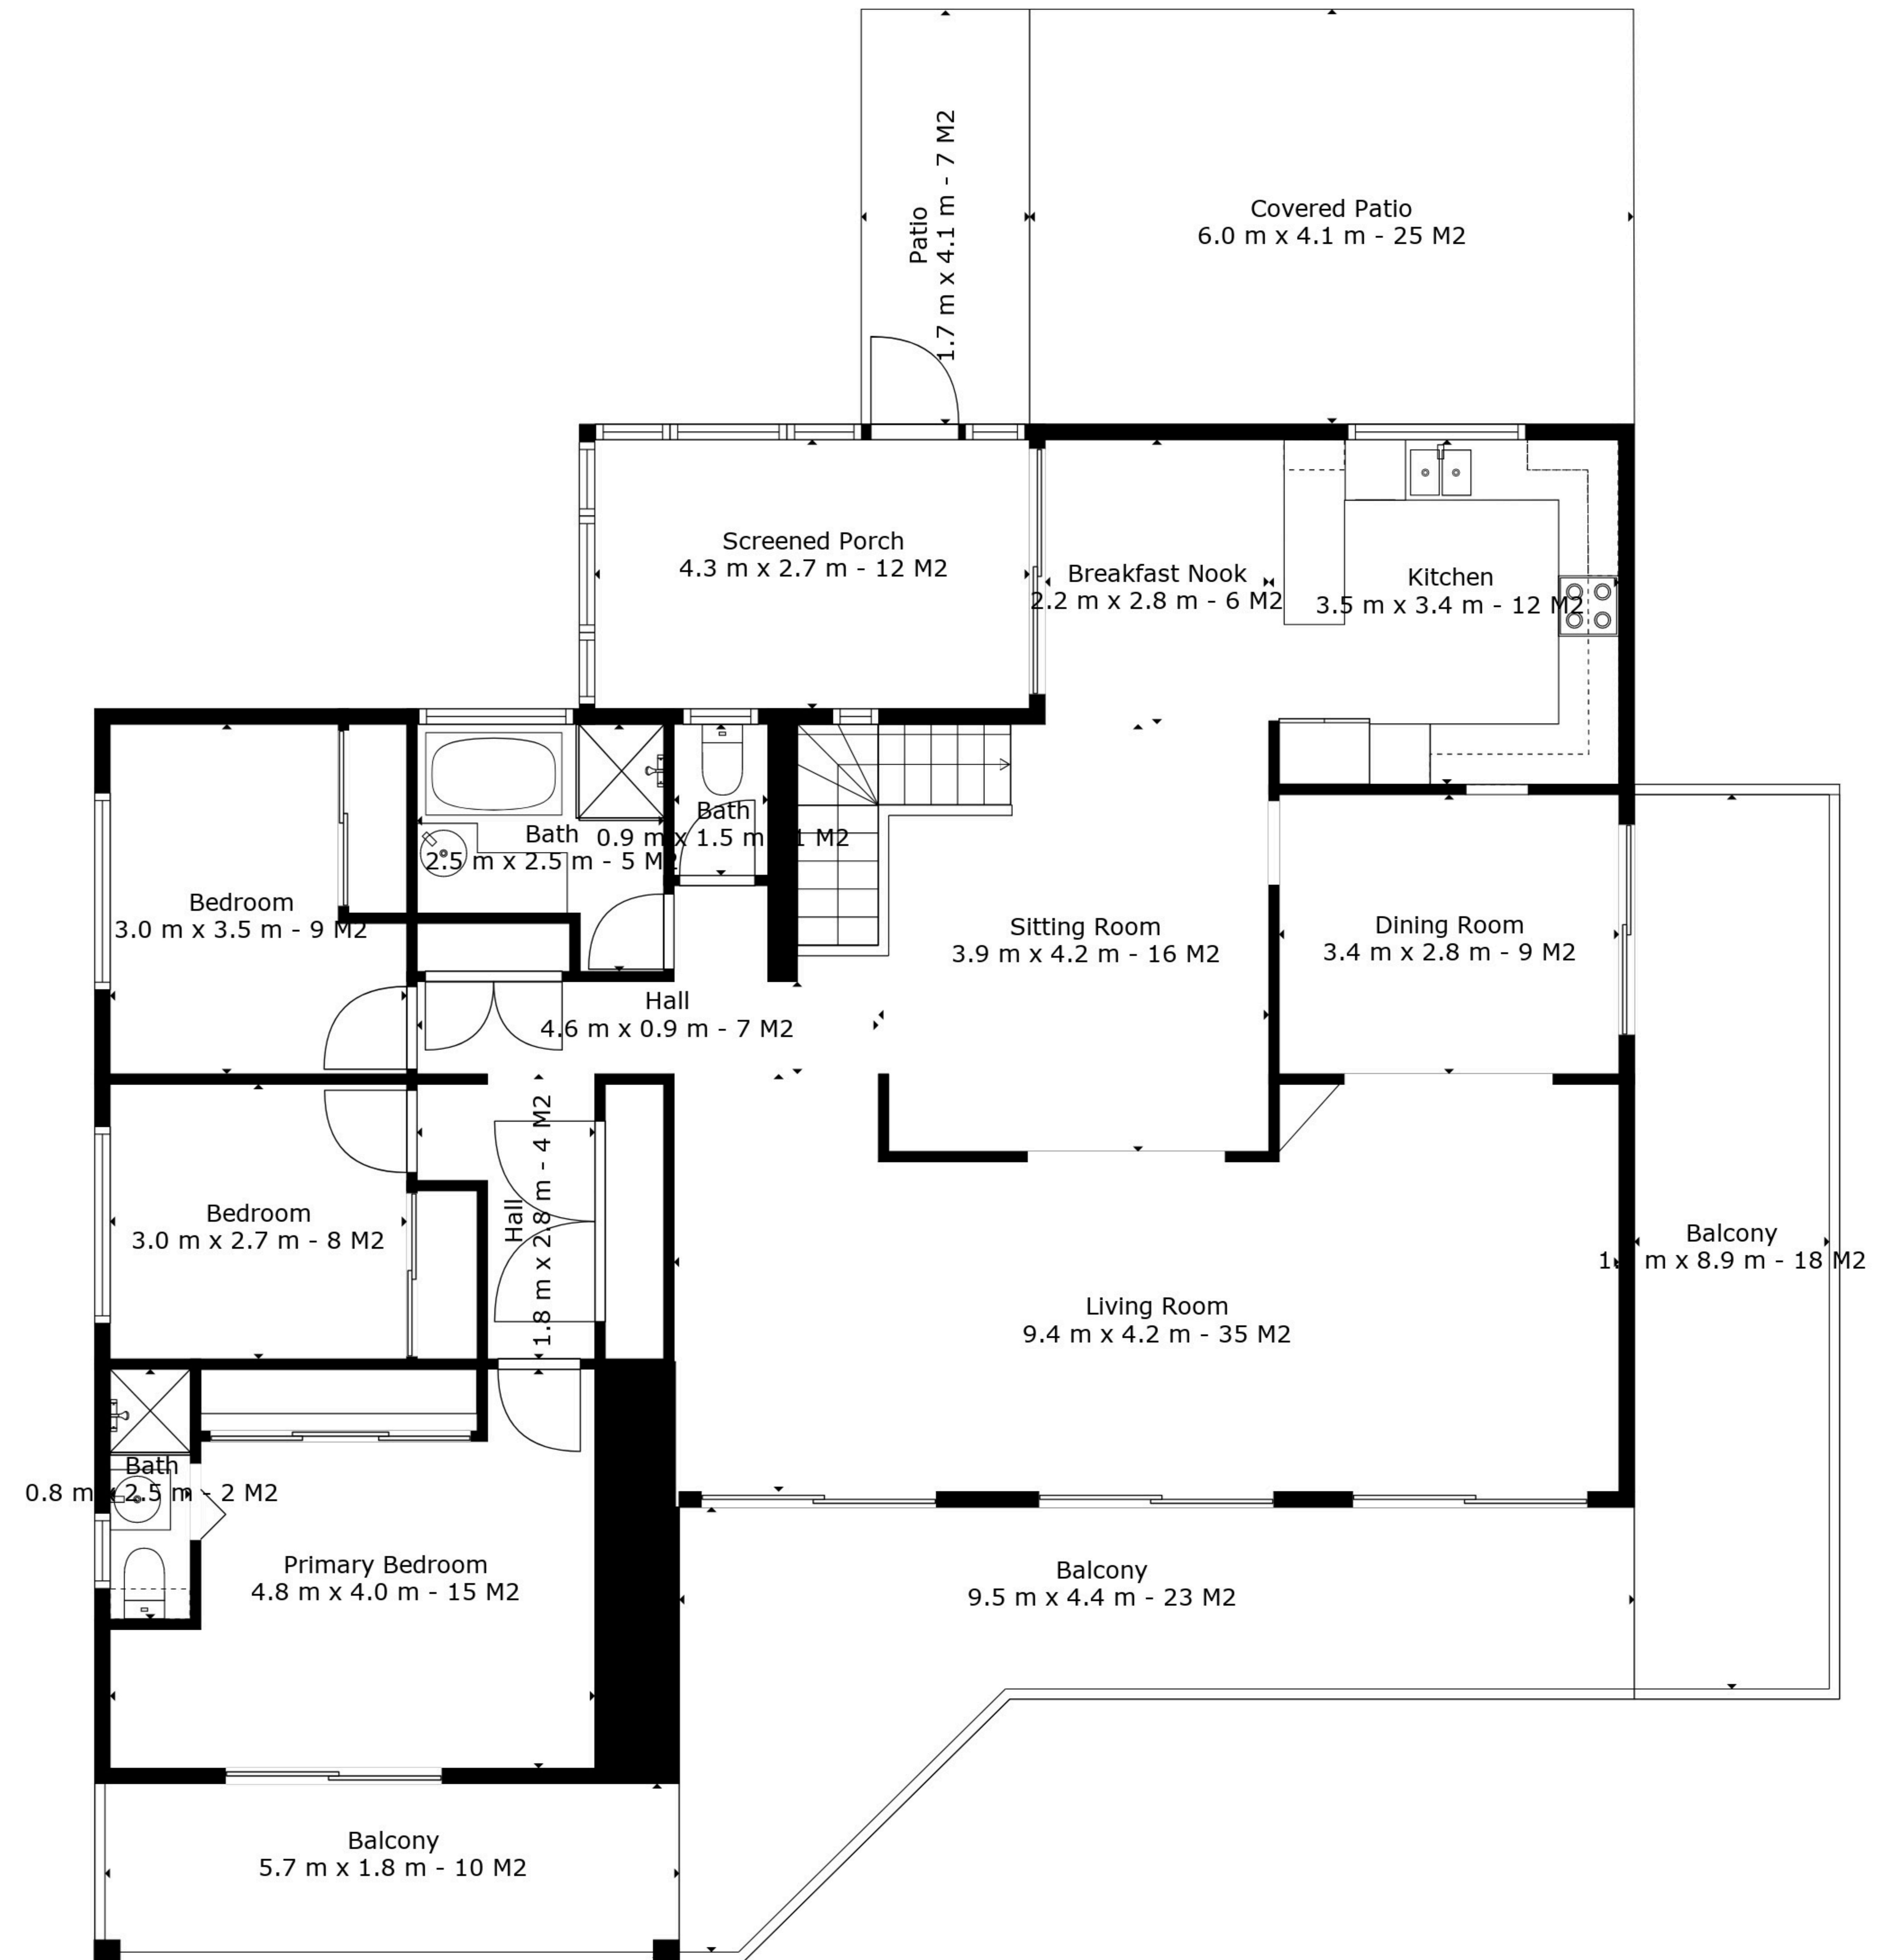 Patio
1.7 m x 4.1 m - 7 M2
Covered Patio
6.0 m x 4.1 m - 25 M2
Screened Porch
4.3 m x 2.7 m - 12 M2
Breakfast Nook
2.2 m x 2.8 m - 6 M2
Kitchen
3.5 m x 3.4 m - 12 M2
Bath
0.9 m x 1.5 m 1 M2
Bath
2.5 m x 2.5 m - 5 M2
Bedroom
3.0 m x 3.5 m - 9 M2
Sitting Room
3.9 m x 4.2 m - 16 M2
Dining Room
3.4 m x 2.8 m - 9 M2
Hall
4.6 m x 0.9 m - 7 M2
Bedroom
3.0 m x 2.7 m - 8 M2
Hall
1.8 m x 2.8 m - 4 M2
Balcony
m x 8.9 m - 18 M2
Living Room
9.4 m x 4.2 m - 35 M2
Bath
0.8 m x 2.5 m - 2 M2
Primary Bedroom
4.8 m x 4.0 m - 15 M2
Balcony
9.5 m x 4.4 m - 23 M2
Balcony
5.7 m x 1.8 m - 10 M2